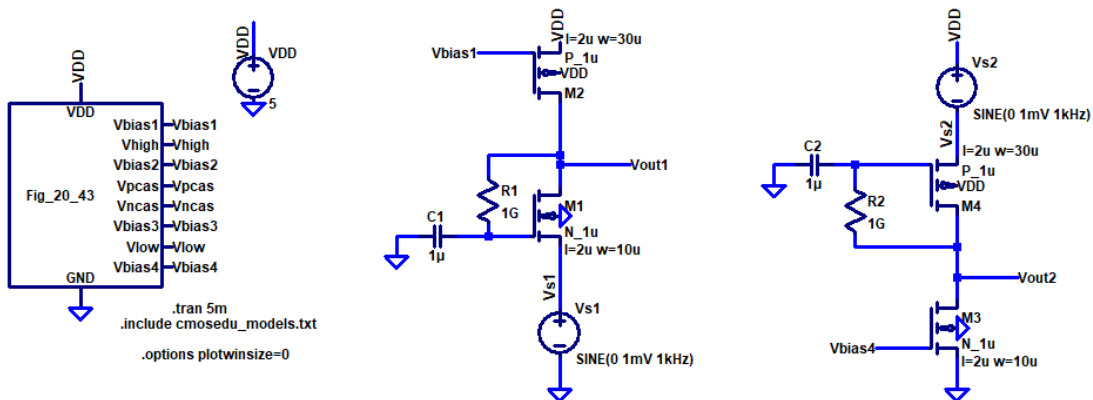 VDD
VDD
Fig_20_43
Vbias1
Vhigh
Vbias2
Vpcas
Vncas
Vbias3
Vlow
Vbias4
GND
Vbias1
Vhigh
Vbias2
Vpcas
Vncas
Vbias3
Vlow
Vbias4
VDD
VDD
5
.tran 5m
.include cmosedu_models.txt
.options plotwinsize=0
VDD
l=2u w=30u
Vbias1
P_1u
VDD
M2
Vout1
R1
1G
M1
C1
1µ
N_1u
l=2u w=10u
Vs1
Vs1
SINE(0 1mV 1kHz)
VDD
Vs2
SINE(0 1mV 1kHz)
Vs2
l=2u w=30u
C2
1µ
P_1u
VDD
M4
R2
1G
Vout2
M3
Vbias4
N_1u
l=2u w=10u